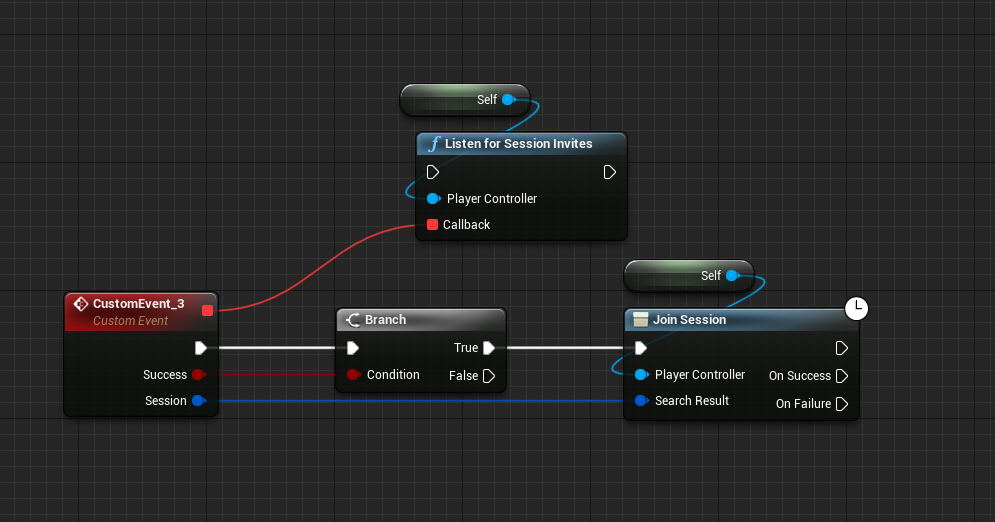 Self
f Listen for Session Invites
Player Controller
Callback
Self
CustomEvent_3
Custom Event
Success
Session
Branch
True
Condition
False
Join Session
Player Controller
On Success
Search Result
On Failure